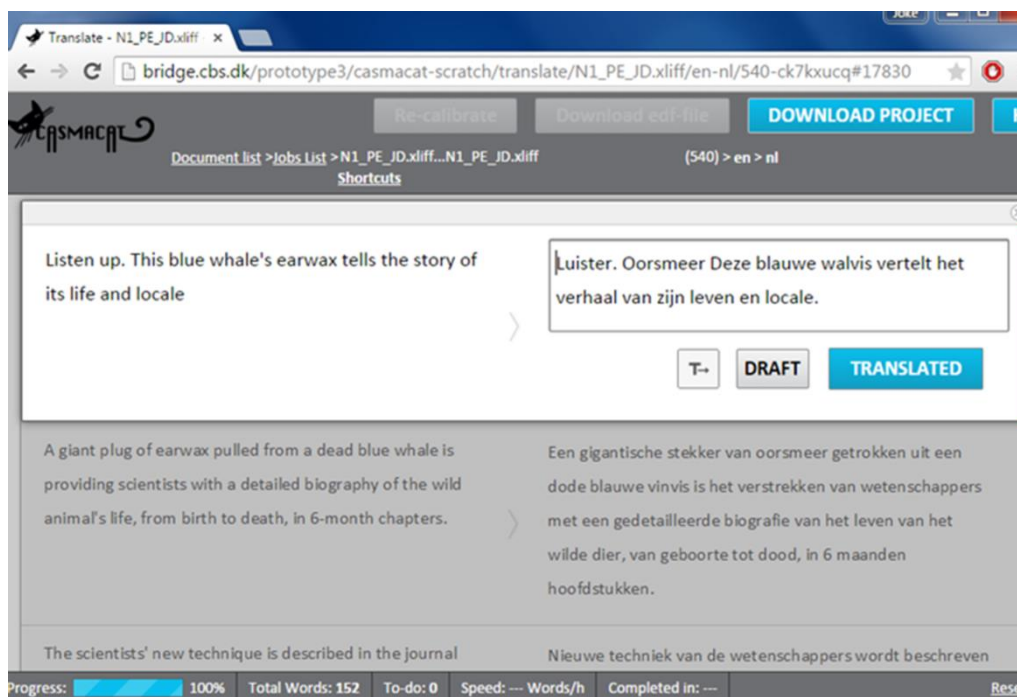 Joke
Translate - N1_PE_JD.xliff ×
bridge.cbs.dk/prototype3/casmacat-scratch/translate/N1_PE_JD.xliff/en-nl/540-ck7kxucq#17830
CASMACAT
Re-calibrate
Download edf-file
DOWNLOAD PROJECT
Document list >Jobs List >N1_PE_JD.xliff...N1_PE_JD.xliff
(540) > en > nl
Shortcuts
Listen up. This blue whale's earwax tells the story of
its life and locale
Luister. Oorsmeer Deze blauwe walvis vertelt het
verhaal van zijn leven en locale.
T→
DRAFT
TRANSLATED
A giant plug of earwax pulled from a dead blue whale is
providing scientists with a detailed biography of the wild
animal's life, from birth to death, in 6-month chapters.
Een gigantische stekker van oorsmeer getrokken uit een
dode blauwe vinvis is het verstrekken van wetenschappers
met een gedetailleerde biografie van het leven van het
wilde dier, van geboorte tot dood, in 6 maanden
hoofdstukken.
The scientists' new technique is described in the journal
Nieuwe techniek van de wetenschappers wordt beschreven
Progress: 100% Total Words: 152 To-do: 0 Speed: --- Words/h Completed in: ---